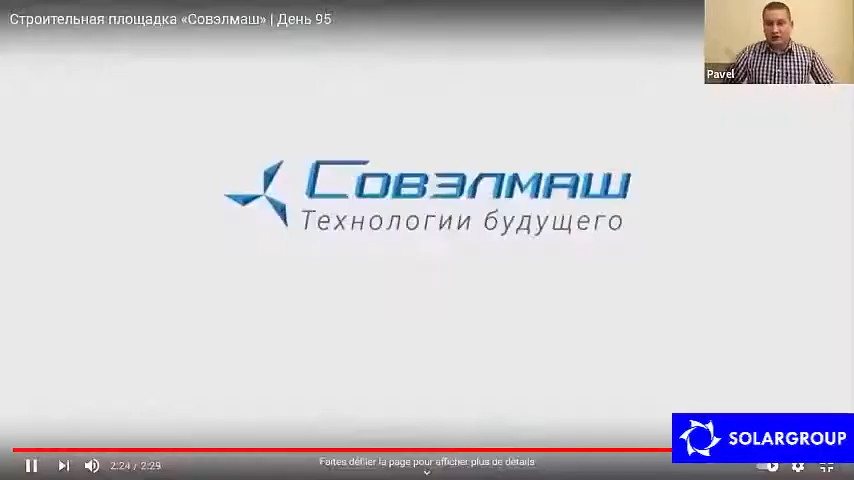 Строительная площадка «Совэлмаш» | День 95
Pavel
Совэлмаш
Технологии будущего
SOLARGROUP
2:24 / 2:29
Faites défiler la page pour afficher plus de détails